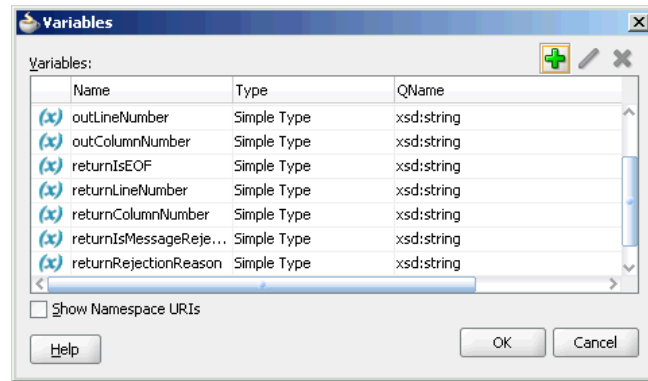 Variables
Variables:
Name Type QName
(x) outLineNumber Simple Type xsd:string
(x) outColumnNumber Simple Type xsd:string
(x) returnIsEOF Simple Type xsd:string
(x) returnLineNumber Simple Type xsd:string
(x) returnColumnNumber Simple Type xsd:string
(x) returnIsMessageReje... Simple Type xsd:string
(x) returnRejectionReason Simple Type xsd:string
Show Namespace URIs
Help OK Cancel